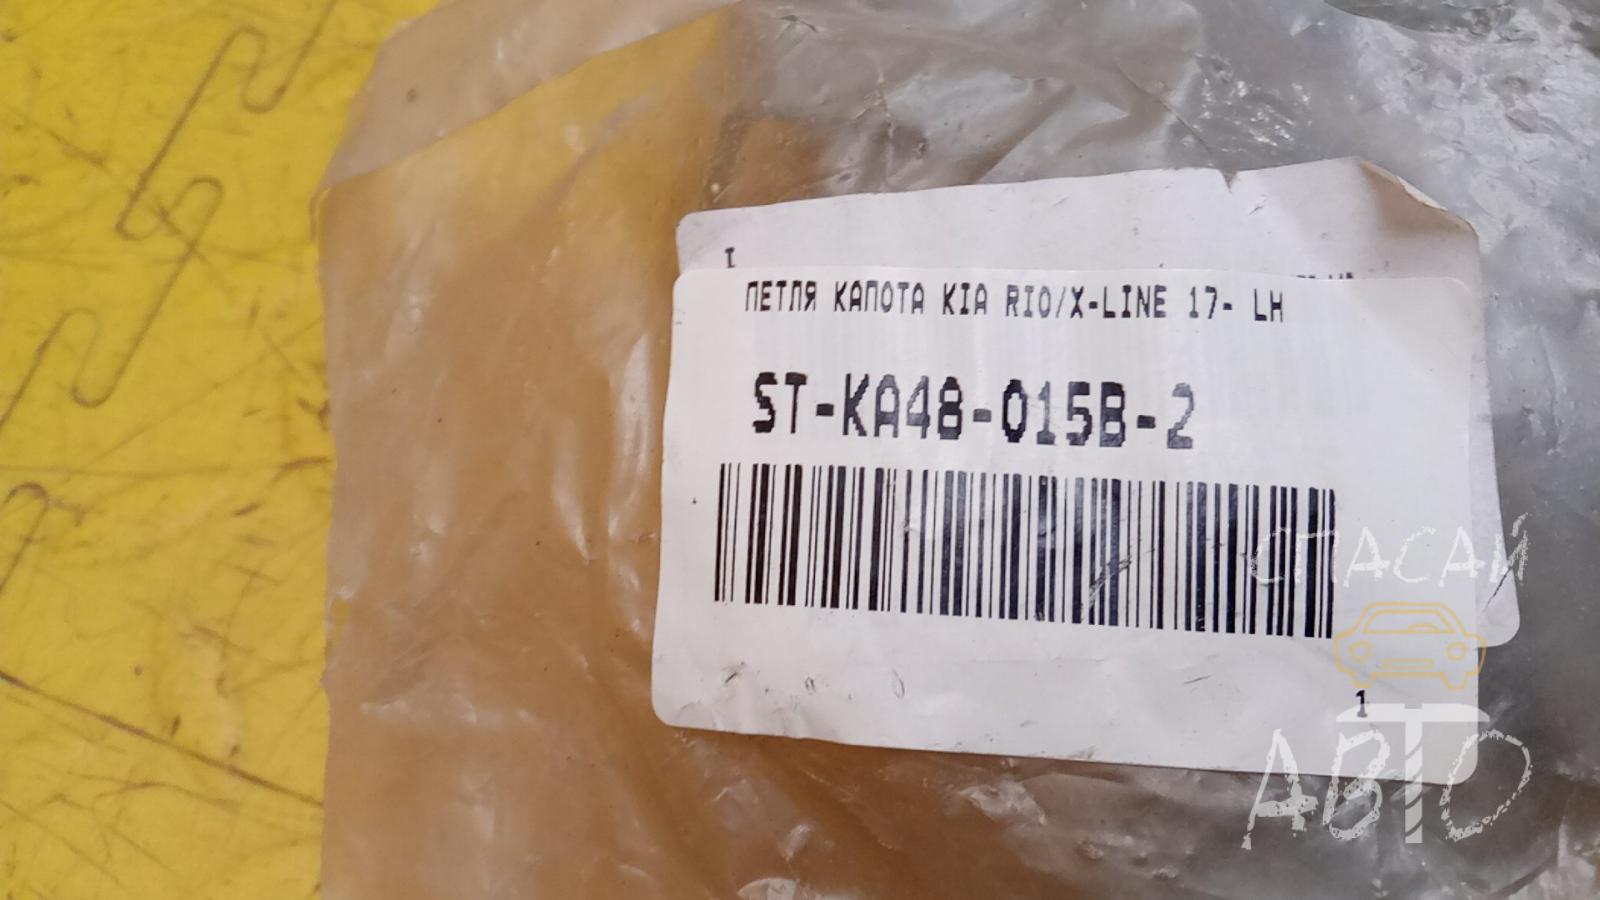 I
ПЕТЛЯ КАПОТА KIA RIO/X-LINE 17- LH
ST-KA48-015B-2
СПАСАЙ
1
АВТО